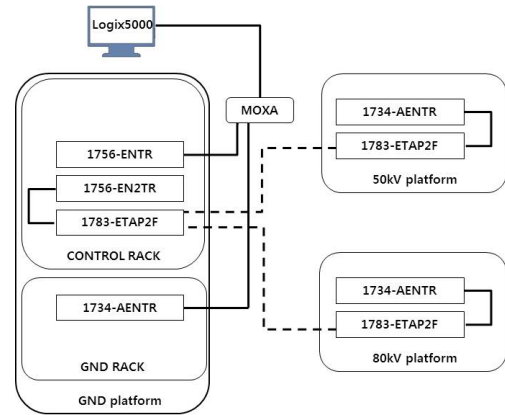 Logix5000
MOXA
1756-ENTR
1756-EN2TR
1783-ETAP2F
CONTROL RACK
1734-AENTR
GND RACK
GND platform
1734-AENTR
1783-ETAP2F
50kV platform
1734-AENTR
1783-ETAP2F
80kV platform